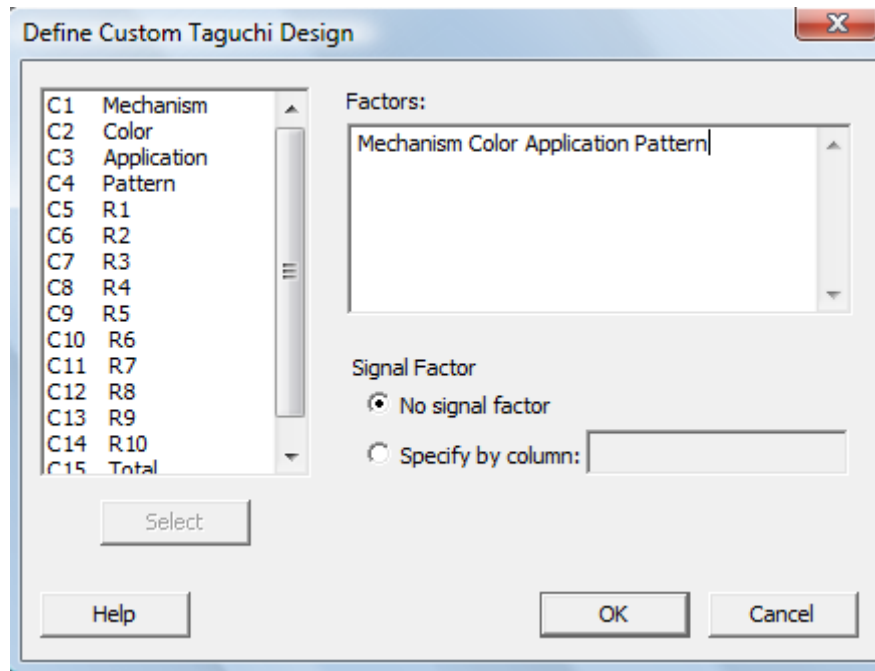 Define Custom Taguchi Design
C1 Mechanism
C2 Color
C3 Application
C4 Pattern
C5 R1
C6 R2
C7 R3
C8 R4
C9 R5
C10 R6
C11 R7
C12 R8
C13 R9
C14 R10
C15 Total
Select
Factors:
Mechanism Color Application Pattern
Signal Factor
No signal factor
Specify by column:
Help
OK
Cancel